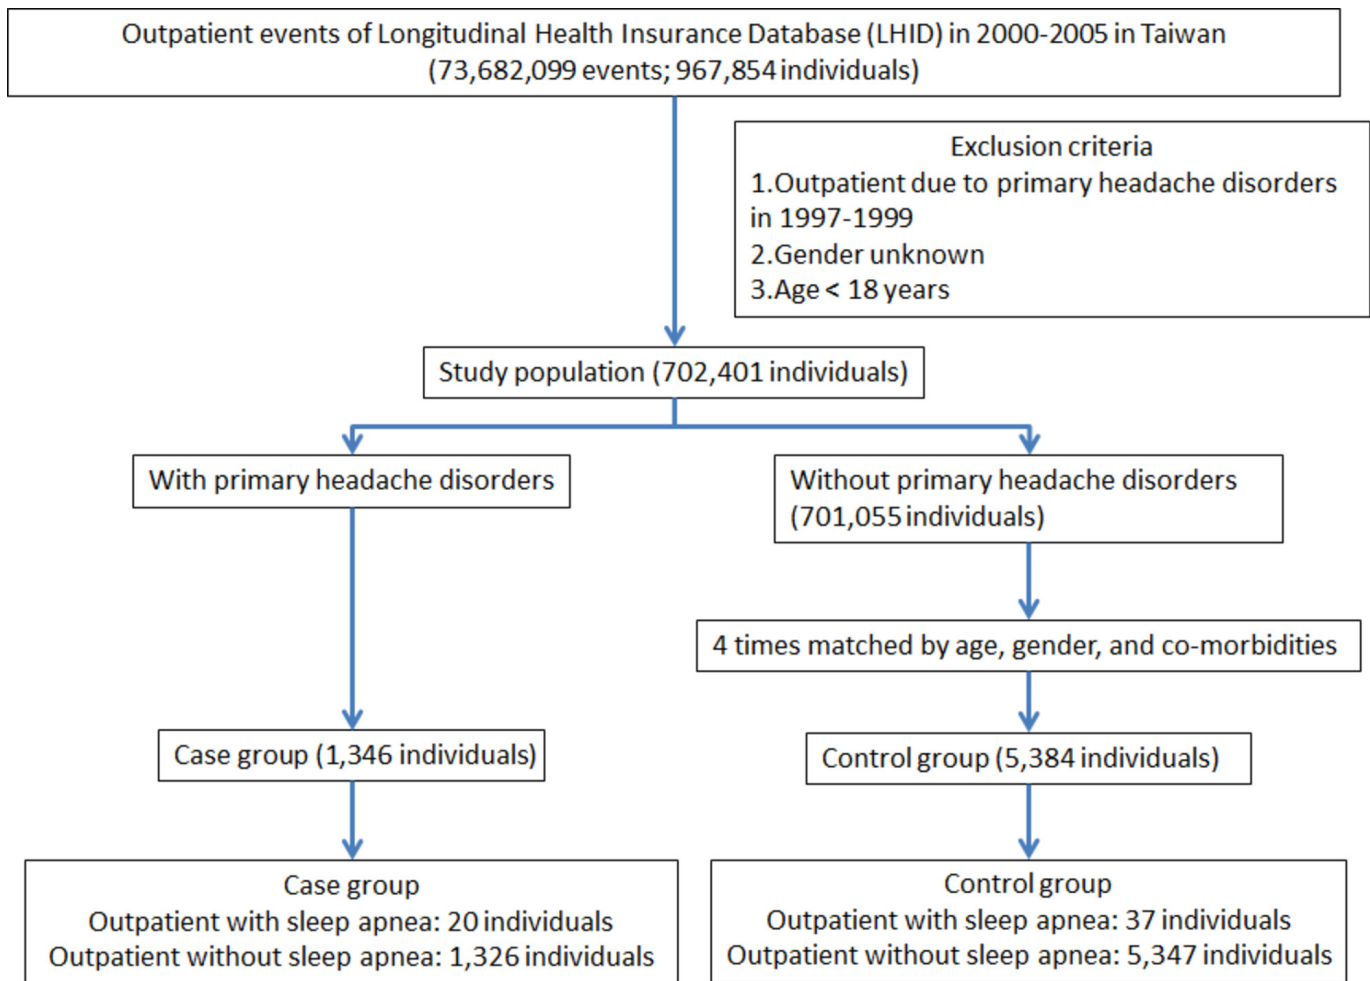 Outpatient events of Longitudinal Health Insurance Database (LHID) in 2000-2005 in Taiwan
(73,682,099 events; 967,854 individuals)
Exclusion criteria
1.Outpatient due to primary headache disorders
in 1997-1999
2.Gender unknown
3.Age < 18 years
Study population (702,401 individuals)
With primary headache disorders
Without primary headache disorders
(701,055 individuals)
4 times matched by age, gender, and co-morbidities
Case group (1,346 individuals)
Control group (5,384 individuals)
Case group
Outpatient with sleep apnea: 20 individuals
Outpatient without sleep apnea: 1,326 individuals
Control group
Outpatient with sleep apnea: 37 individuals
Outpatient without sleep apnea: 5,347 individuals